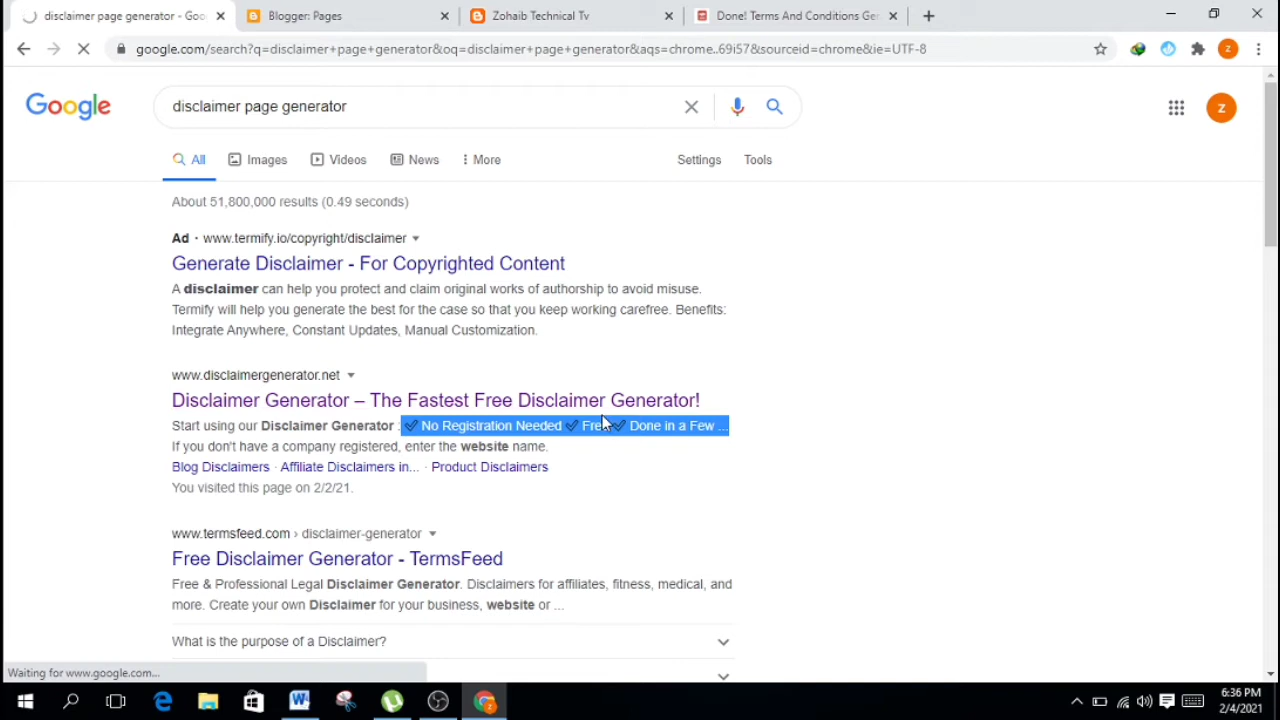 disclaimer page generator - Goo
Blogger: Pages
Zohaib Technical Tv
Done! Terms And Conditions Ge
google.com/search?q=disclaimer+page+generator&oq=disclaimer+page+generator&aqs=chrome..69i57&sourceid=chrome&ie=UTF-8
z
Google
disclaimer page generator
z
All
Images
Videos
News
More
Settings
Tools
About 51,800,000 results (0.49 seconds)
Ad · www.termify.io/copyright/disclaimer
Generate Disclaimer - For Copyrighted Content
A disclaimer can help you protect and claim original works of authorship to avoid misuse.
Termify will help you generate the best for the case so that you keep working carefree. Benefits:
Integrate Anywhere, Constant Updates, Manual Customization.
www.disclaimergenerator.net
Disclaimer Generator – The Fastest Free Disclaimer Generator!
Start using our Disclaimer Generator : ✓ No Registration Needed ✓ Fre ✓ Done in a Few ...
If you don't have a company registered, enter the website name.
Blog Disclaimers · Affiliate Disclaimers in... · Product Disclaimers
You visited this page on 2/2/21.
www.termsfeed.com › disclaimer-generator
Free Disclaimer Generator - TermsFeed
Free & Professional Legal Disclaimer Generator. Disclaimers for affiliates, fitness, medical, and
more. Create your own Disclaimer for your business, website or ...
What is the purpose of a Disclaimer?
Waiting for www.google.com...
6:36 PM
2/4/2021